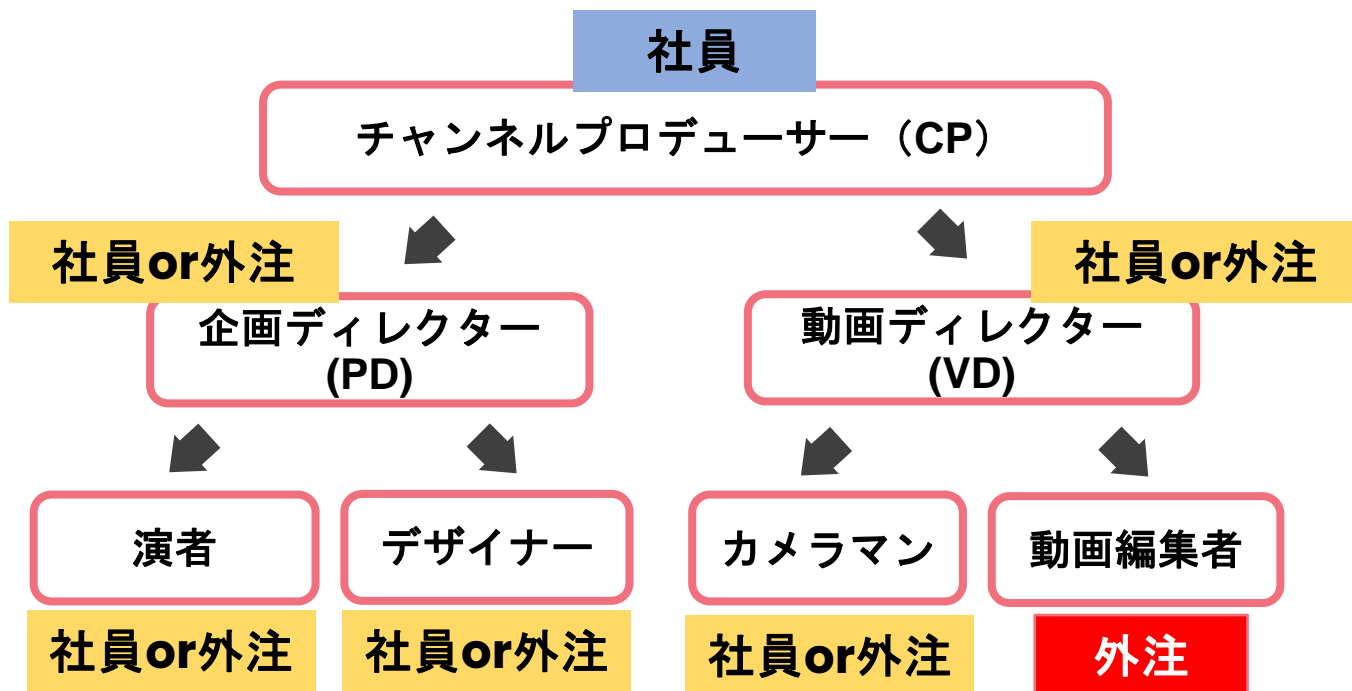 社員
チャンネルプロデューサー（CP）
社員or外注
社員or外注
企画ディレクター
(PD)
動画ディレクター
(VD)
演者
デザイナー
カメラマン
動画編集者
社員or外注
社員or外注
社員or外注
外注